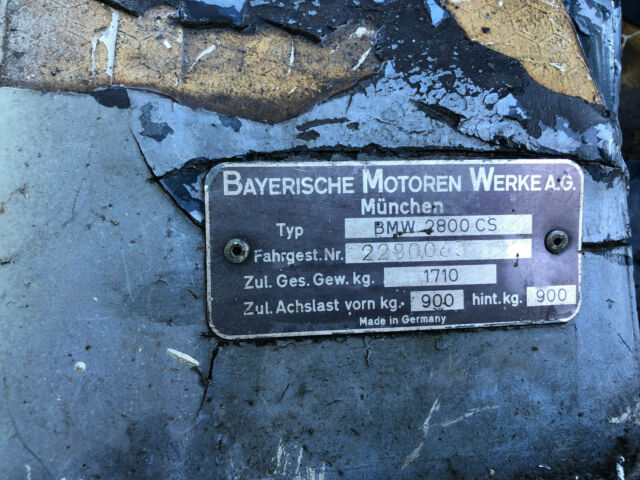 BAYERISCHE MOTOREN WERKE A.G.
München
Typ BMW 2800 CS
Fahrgest. Nr.
Zul. Ges. Gew. kg. 1710
Zul. Achslast vorn kg. 900 hint. kg. 900
Made in Germany